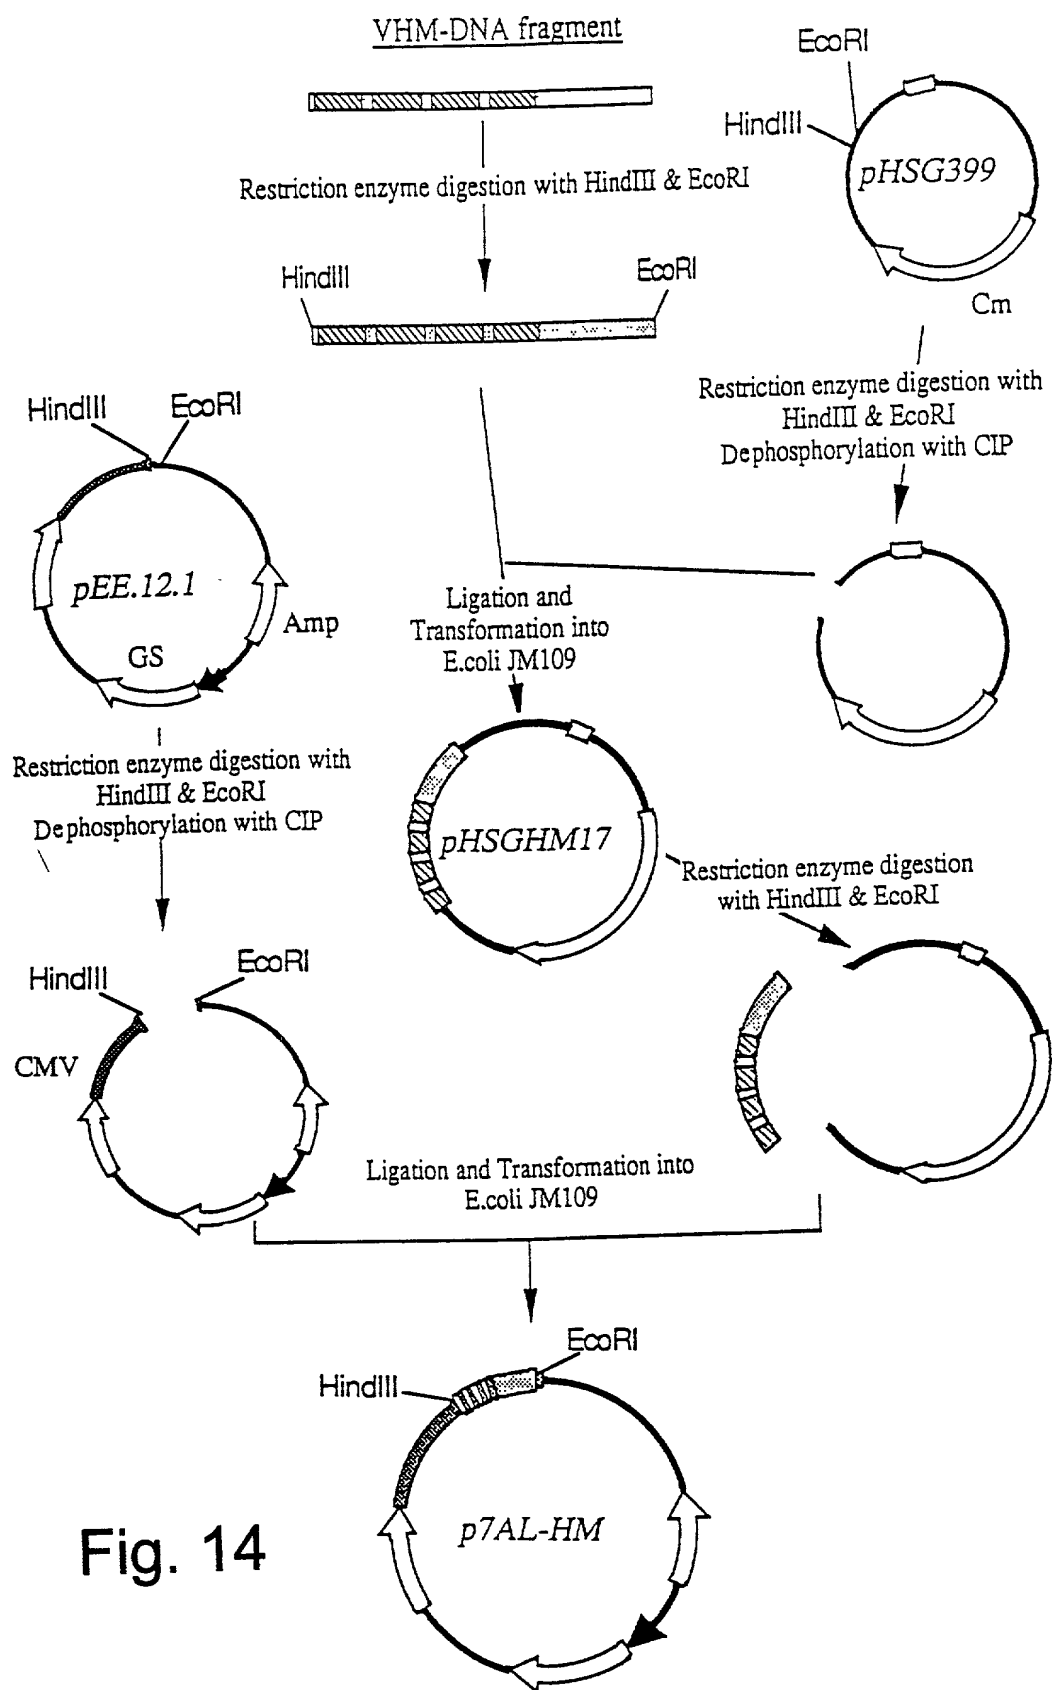 VHM-DNA fragment
EcoRI
HindIII
pHSG399
Cm
Restriction enzyme digestion with HindIII & EcoRI
HindIII
EcoRI
Restriction enzyme digestion with
HindIII & EcoRI
Dephosphorylation with CIP
HindIII
EcoRI
pEE.12.1
Amp
GS
Ligation and
Transformation into
E.coli JM109
Restriction enzyme digestion with
HindIII & EcoRI
Dephosphorylation with CIP
pHSGHM17
Restriction enzyme digestion
with HindIII & EcoRI
HindIII
EcoRI
CMV
Ligation and Transformation into
E.coli JM109
HindIII
EcoRI
p7AL-HM
Fig. 14